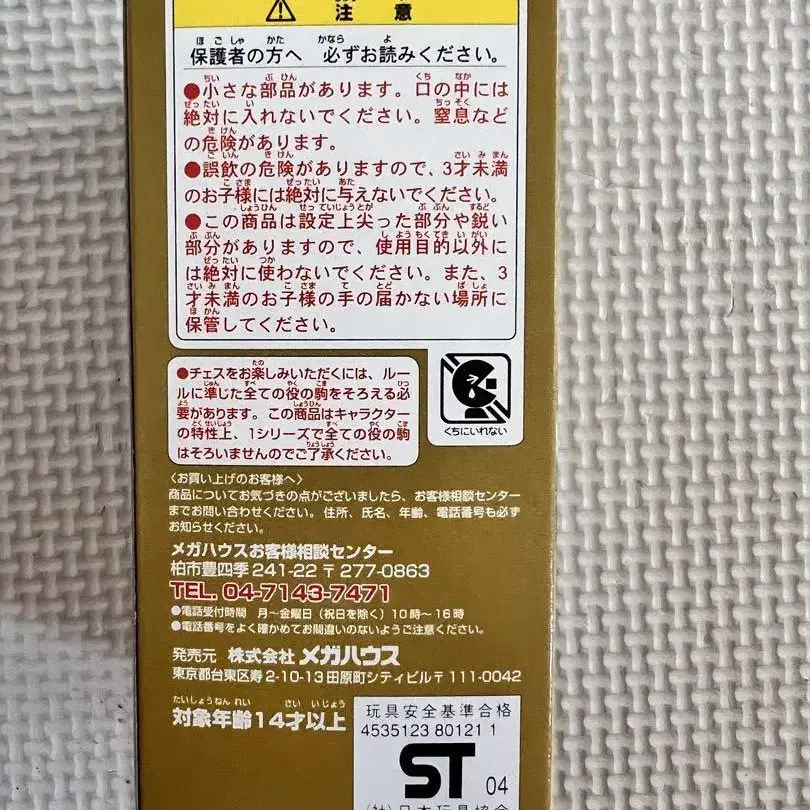 注意
保護者の方へ 必ずお読みください。
●小さな部品があります。口の中には
絶対に入れないでください。窒息など
の危険があります。
●誤飲の危険がありますので、3才未満
のお子様には絶対に与えないでください。
●この商品は設定上尖った部分や鋭い
部分がありますので、使用目的以外に
は絶対に使わないでください。また、3
才未満のお子様の手の届かない場所に
保管してください。
●チェスをお楽しみいただくには、ルー
ルに準じた全ての役の駒をそろえる必
要があります。この商品はキャラクター
の特性上、1シリーズで全ての役の駒
はそろいませんのでご了承ください。
くちにいれない
〈お買い上げのお客様へ〉
商品についてお気づきの点がございましたら、お客様相談センター
までお問い合わせください。住所、氏名、年齢、電話番号も必ず
お知らせください。
メガハウスお客様相談センター
柏市豊四季241-22 〒277-0863
TEL. 04-7143-7471
●電話受付時間 月〜金曜日(祝日を除く)10時〜16時
●電話番号をよく確かめてお間違いのないようご注意ください。
発売元 株式会社 メガハウス
東京都台東区寿2-10-13 田原町シティビル 〒111-0042
対象年齢14才以上
玩具安全基準合格
4535123 80121 1
ST 04
(社)日本玩具協会